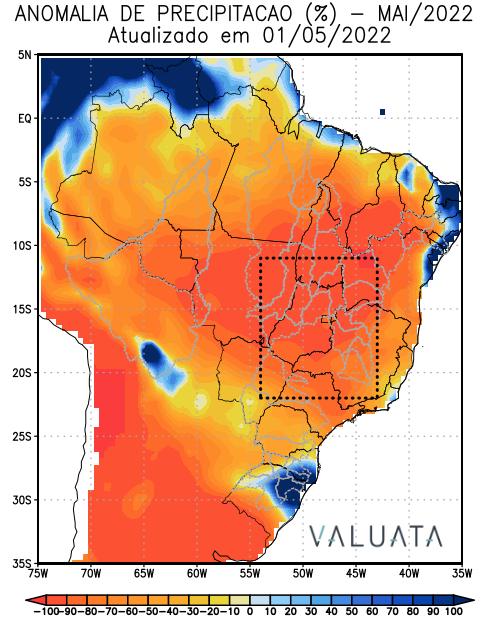 ANOMALIA DE PRECIPITACAO (%) – MAI/2022
Atualizado em 01/05/2022
5N
EQ
5S
10S
15S
20S
25S
30S
35S
VALUATA
75W 70W 65W 60W 55W 50W 45W 40W 35W
-100 -90 -80 -70 -60 -50 -40 -30 -20 -10 0 10 20 30 40 50 60 70 80 90 100